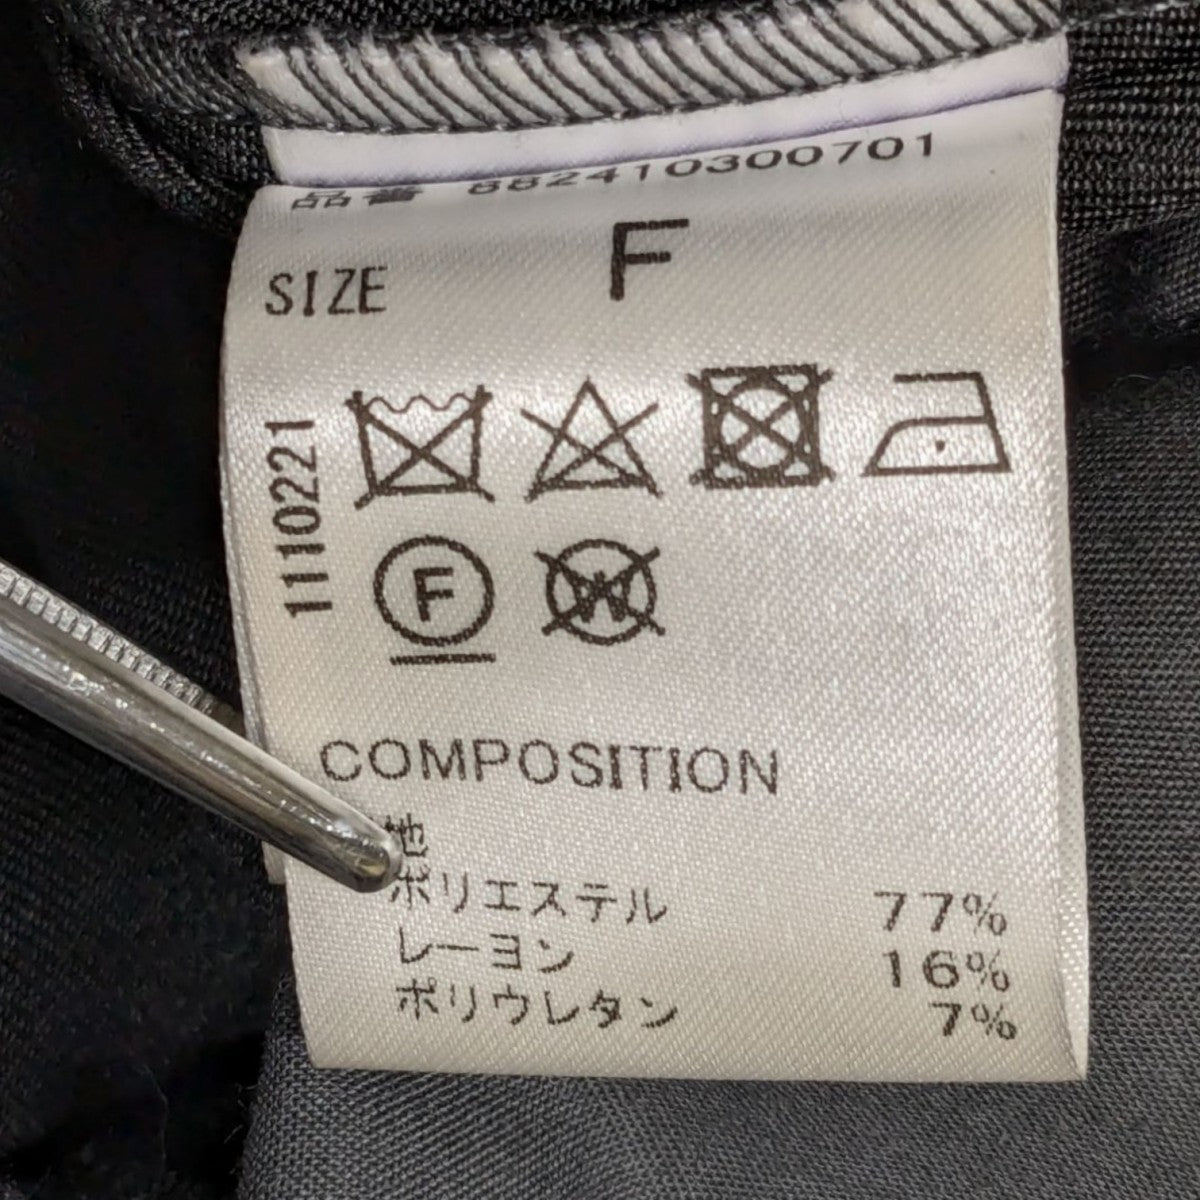 品番 882410300701
SIZE F
1110221
F
W
COMPOSITION
地
ポリエステル 77%
レーヨン 16%
ポリウレタン 7%